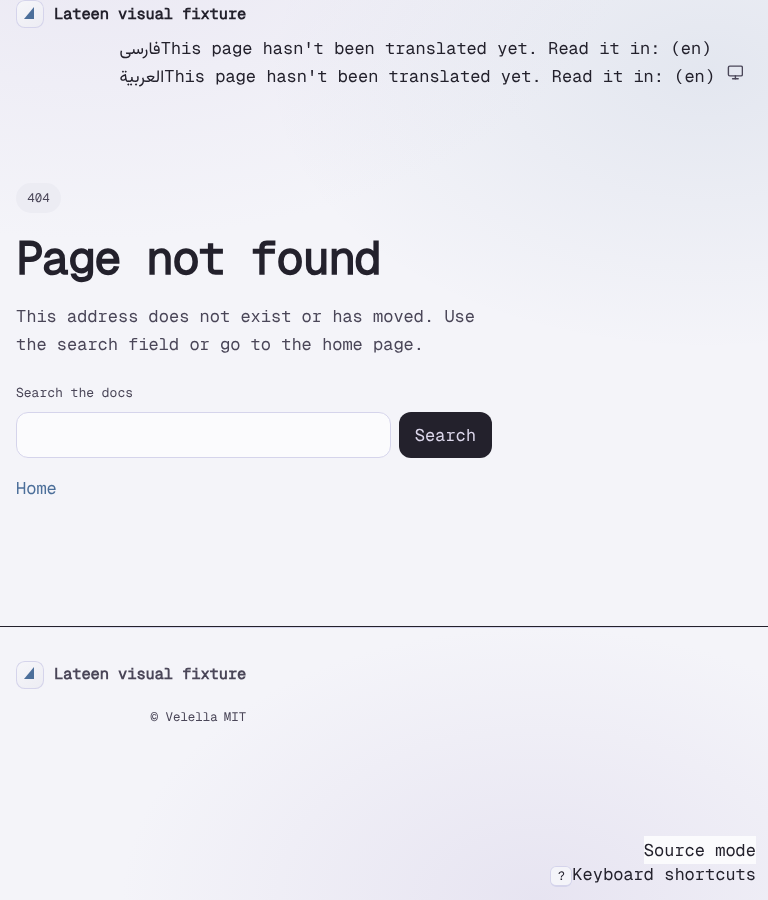 Lateen visual fixture
فارسیThis page hasn't been translated yet. Read it in: (en)
العربيةThis page hasn't been translated yet. Read it in: (en)
404
Page not found
This address does not exist or has moved. Use
the search field or go to the home page.
Search the docs
Search
Home
Lateen visual fixture
© Velella MIT
Source mode
? Keyboard shortcuts